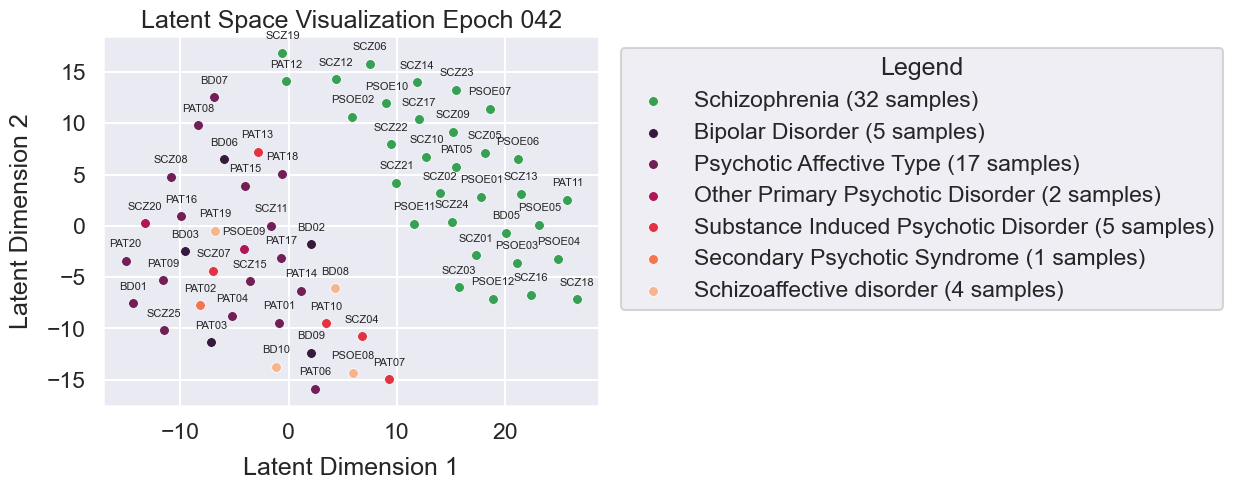 Latent Space Visualization Epoch 042
SCZ19
SCZ06
PAT12
SCZ12
SCZ14
SCZ23
BD07
PSOE10
PSOE07
PAT08
PSOE02
SCZ17
SCZ09
BD06
PAT13
SCZ22
SCZ10
SCZ05
PSOE06
SCZ08
PAT15
PAT18
PAT05
SCZ21
SCZ02
PSOE01
SCZ13
PAT11
SCZ20
PAT16
PAT19
SCZ11
PSOE11
SCZ24
BD05
PSOE05
BD03
PSOE09
BD02
PAT20
SCZ07
PAT17
SCZ01
PSOE03
PSOE04
PAT09
SCZ15
PAT14
BD08
SCZ03
PSOE12
SCZ16
SCZ18
BD01
PAT02
PAT04
PAT01
PAT10
SCZ25
PAT03
BD09
SCZ04
BD10
PSOE08
PAT07
PAT06
15
10
5
0
−5
−10
−15
−10
0
10
20
Latent Dimension 1
Latent Dimension 2
Legend
Schizophrenia (32 samples)
Bipolar Disorder (5 samples)
Psychotic Affective Type (17 samples)
Other Primary Psychotic Disorder (2 samples)
Substance Induced Psychotic Disorder (5 samples)
Secondary Psychotic Syndrome (1 samples)
Schizoaffective disorder (4 samples)